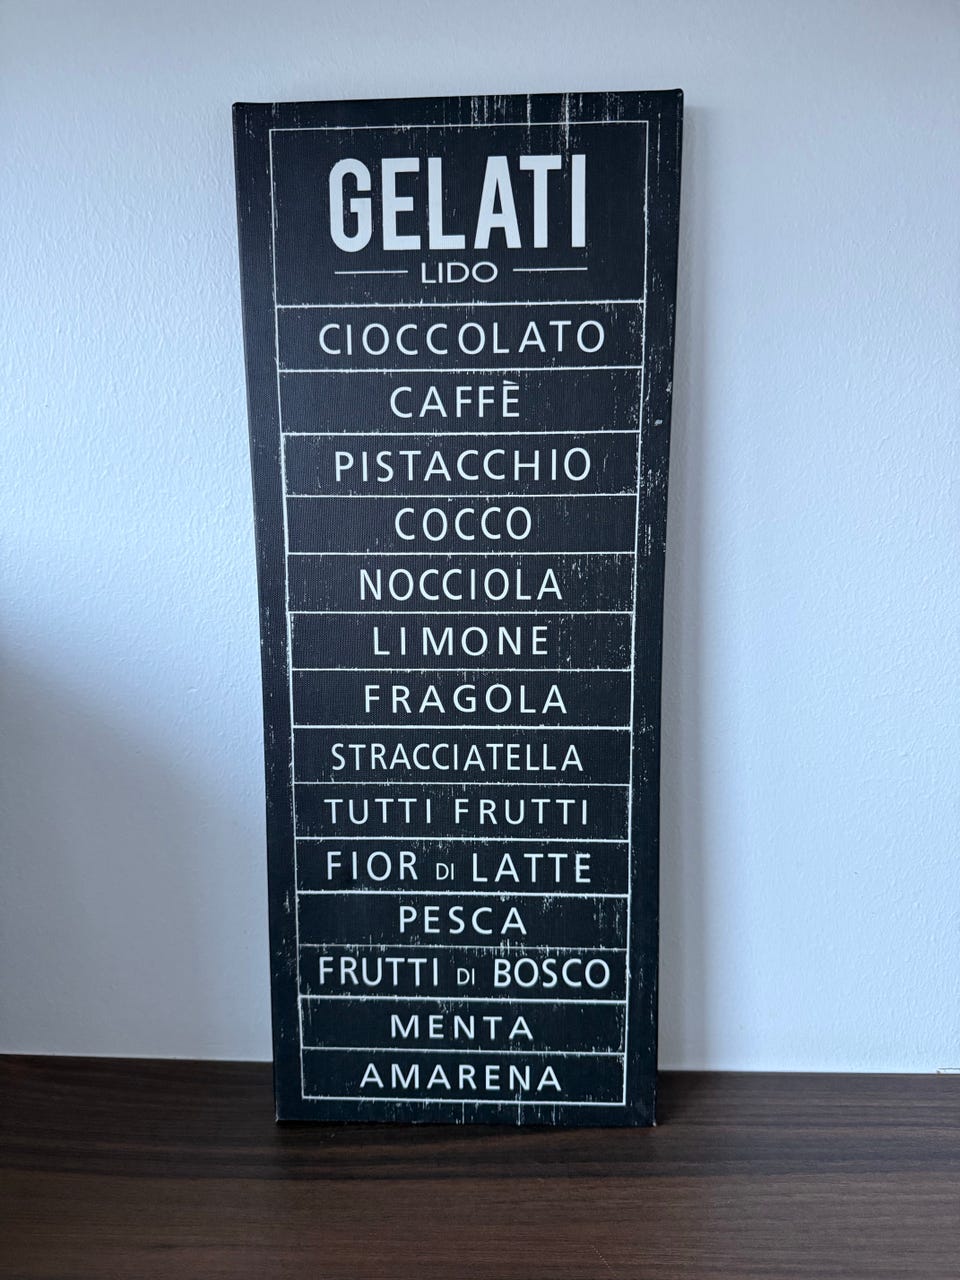 GELATI
LIDO
CIOCCOLATO
CAFFÈ
PISTACCHIO
COCCO
NOCCIOLA
LIMONE
FRAGOLA
STRACCIATELLA
TUTTI FRUTTI
FIOR DI LATTE
PESCA
FRUTTI DI BOSCO
MENTA
AMARENA